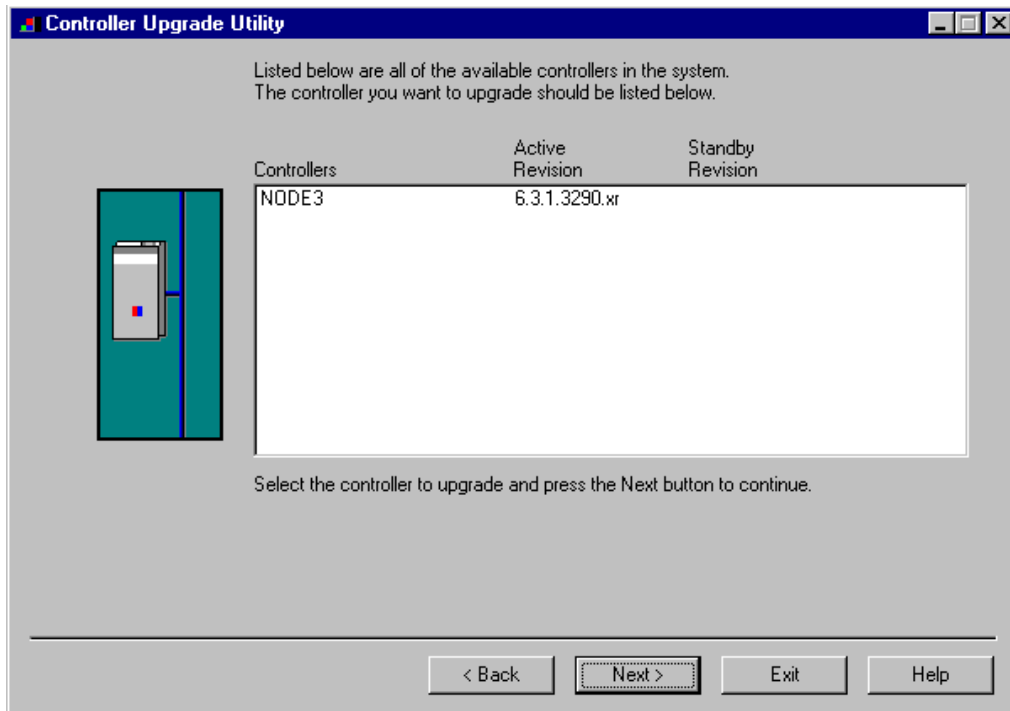 Controller Upgrade Utility
Listed below are all of the available controllers in the system.
The controller you want to upgrade should be listed below.
Active Standby
Controllers Revision Revision
NODE3 6.3.1.3290.xr
Select the controller to upgrade and press the Next button to continue.
< Back Next > Exit Help